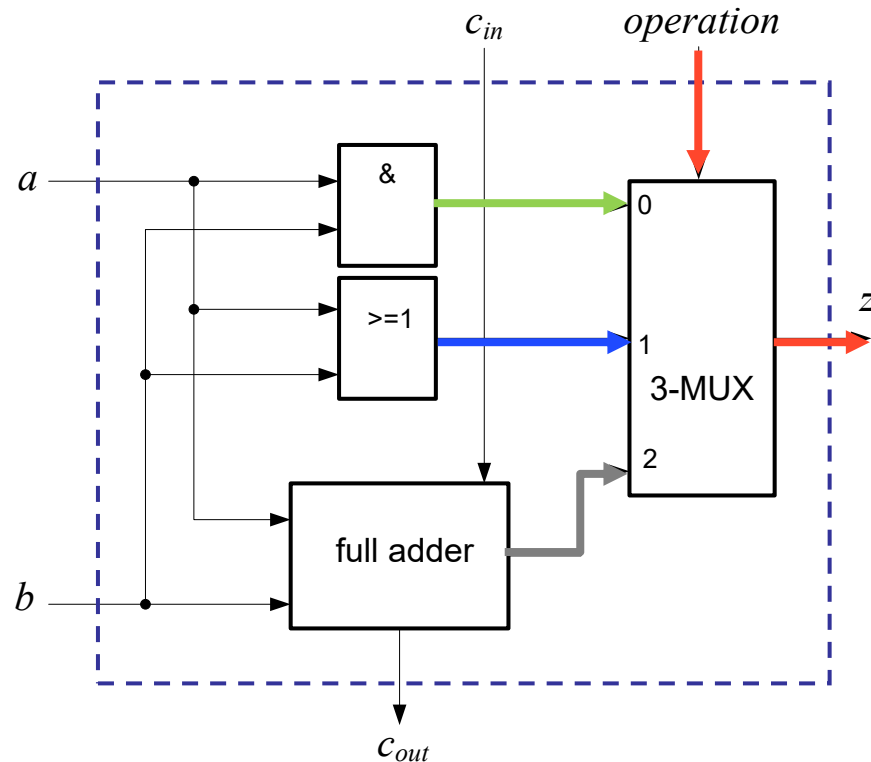 c_in operation
a
&
0
>=1
z
1
3-MUX
2
full adder
b
c_out